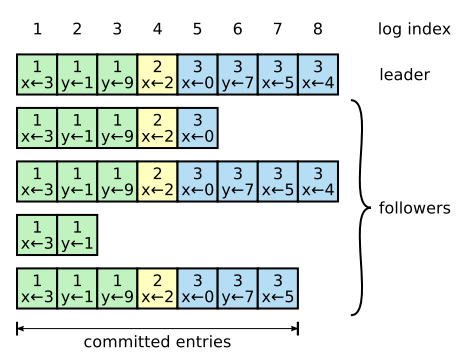 1 2 3 4 5 6 7 8 log index
1 1 1 2 3 3 3 3
x←3 y←1 y←9 x←2 x←0 y←7 x←5 x←4
leader
1 1 1 2 3
x←3 y←1 y←9 x←2 x←0
1 1 1 2 3 3 3 3
x←3 y←1 y←9 x←2 x←0 y←7 x←5 x←4
followers
1 1
x←3 y←1
1 1 1 2 3 3 3
x←3 y←1 y←9 x←2 x←0 y←7 x←5
committed entries